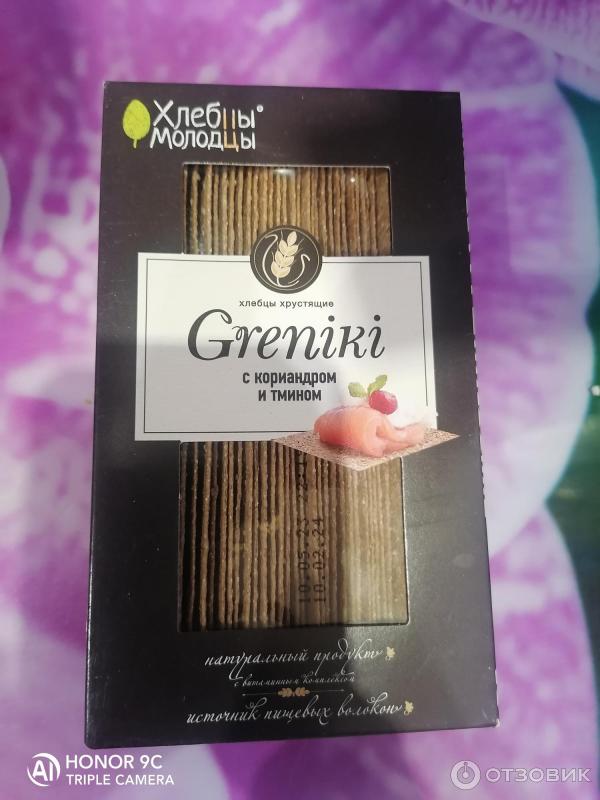 Хлебцы®
Молодцы
хлебцы хрустящие
Greniki
с кориандром
и тмином
10.05.23
10.02.24
натуральный продукт
с витаминным комплексом
источник пищевых волокон
HONOR 9C
TRIPLE CAMERA
ОТЗОВИК